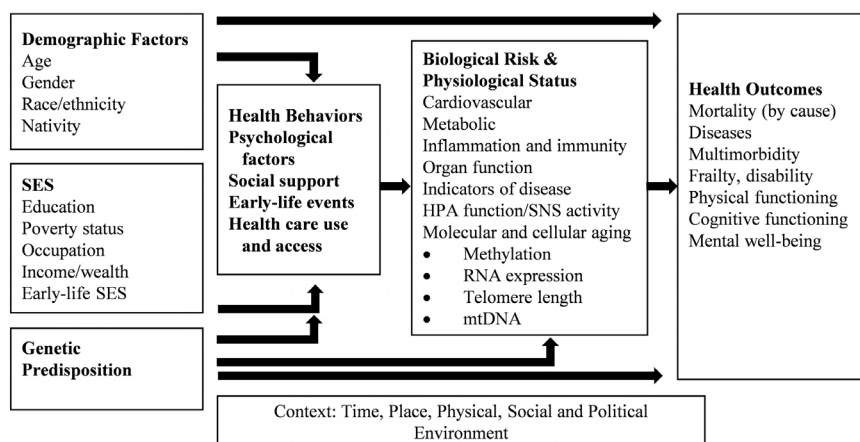 Demographic Factors
Age
Gender
Race/ethnicity
Nativity
SES
Education
Poverty status
Occupation
Income/wealth
Early-life SES
Genetic
Predisposition
Health Behaviors
Psychological
factors
Social support
Early-life events
Health care use
and access
Biological Risk &
Physiological Status
Cardiovascular
Metabolic
Inflammation and immunity
Organ function
Indicators of disease
HPA function/SNS activity
Molecular and cellular aging
• Methylation
• RNA expression
• Telomere length
• mtDNA
Health Outcomes
Mortality (by cause)
Diseases
Multimorbidity
Frailty, disability
Physical functioning
Cognitive functioning
Mental well-being
Context: Time, Place, Physical, Social and Political
Environment